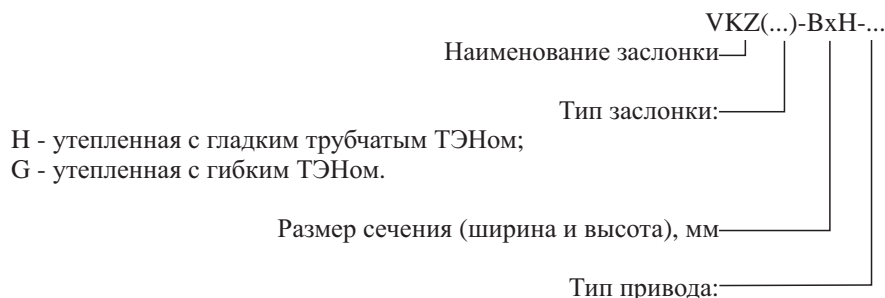 VKZ(...)-BxH-...
Наименование заслонки
Тип заслонки:
H - утепленная с гладким трубчатым ТЭНом;
G - утепленная с гибким ТЭНом.
Размер сечения (ширина и высота), мм
Тип привода: